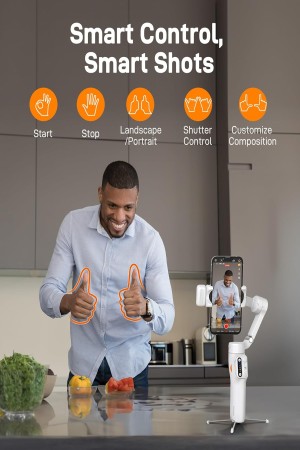 Smart Control,
Smart Shots
Start
Stop
Landscape
/Portrait
Shutter
Control
Customize
Composition